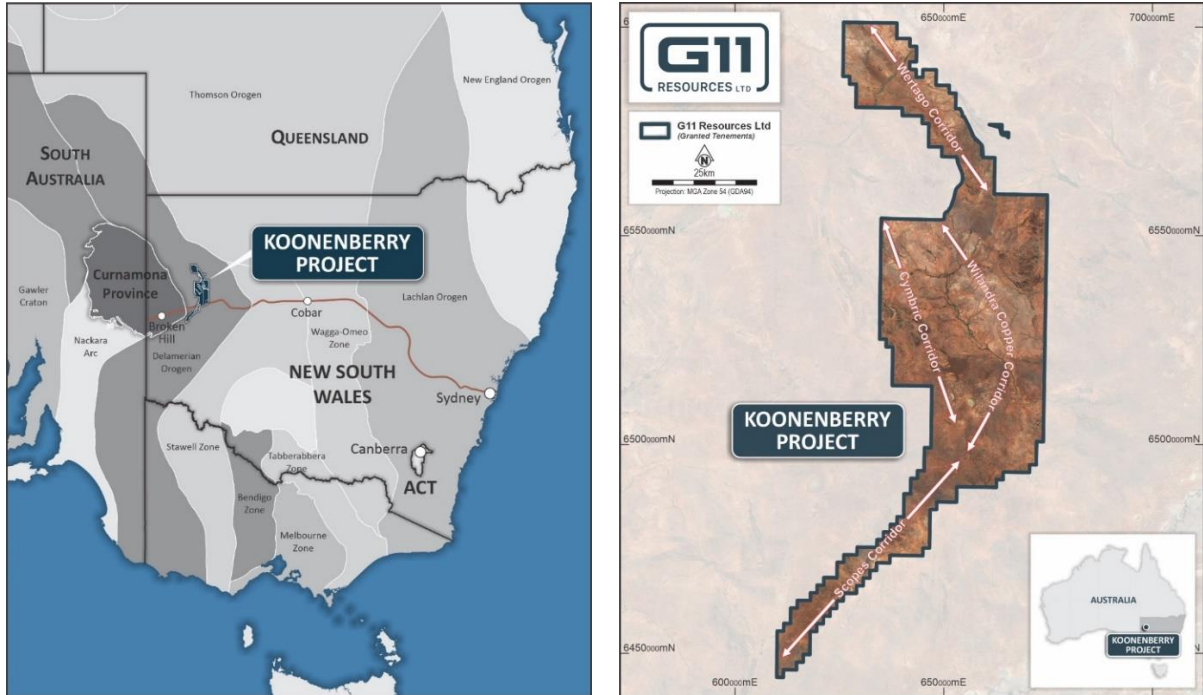 New England Orogen
Thomson Orogen
QUEENSLAND
SOUTH
AUSTRALIA
KOONENBERRY
PROJECT
Curnamona
Province
Gawler
Craton
Lachlan Orogen
Cobar
Broken
Hill
Wagga-Omeo
Zone
Nackara
Arc
Delamerian
Orogen
NEW SOUTH
WALES
Sydney
Stawell Zone
Tabberabbera
Zone
Canberra
ACT
Bendigo
Zone
Melbourne
Zone
650000mE
700000mE
G11
RESOURCES LTD
G11 Resources Ltd
(Granted Tenements)
N
25km
Projection: MGA Zone 54 (GDA94)
Wertago Corridor
6550000mN
6550000mN
Cymbric Corridor
Wilandra Copper Corridor
KOONENBERRY
PROJECT
6500000mN
6500000mN
Scopes Corridor
AUSTRALIA
KOONENBERRY
PROJECT
6450000mN
600000mE
650000mE